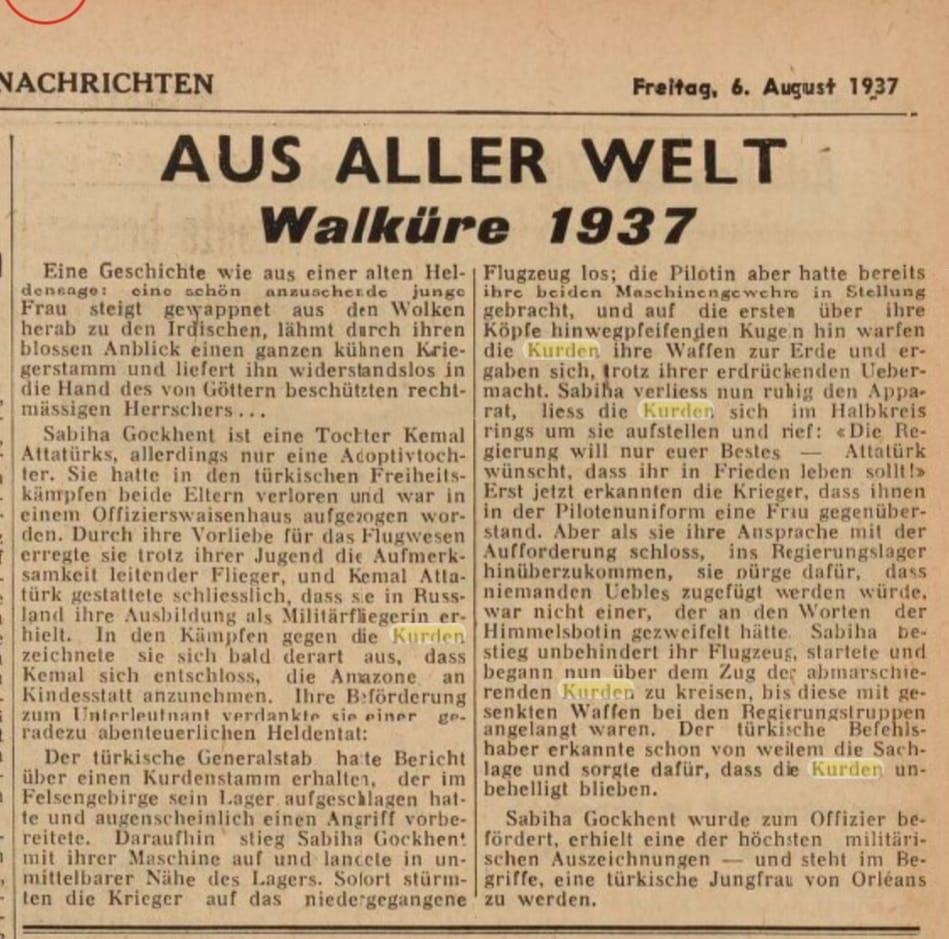 NACHRICHTEN
Freitag, 6. August 1937
AUS ALLER WELT
Walküre 1937
Eine Geschichte wie aus einer alten Hel-
densage: eine schön anzusehende junge
Frau steigt gewappnet aus den Wolken
herab zu den Irdischen, lähmt durch ihren
blossen Anblick einen ganzen kühnen Krie-
gerstamm und liefert ihn widerstandslos in
die Hand des von Göttern beschützten recht-
mässigen Herrschers...
Sabiha Gockhent ist eine Tochter Kemal
Attatürks, allerdings nur eine Adoptivtoch-
ter. Sie hatte in den türkischen Freiheits-
kämpfen beide Eltern verloren und war in
einem Offizierswaisenhaus aufgezogen wor-
den. Durch ihre Vorliebe für das Flugwesen
erregte sie trotz ihrer Jugend die Aufmerk-
samkeit leitender Flieger, und Kemal Atta-
türk gestattete schliesslich, dass sie in Russ-
land ihre Ausbildung als Militärfliegerin er-
hielt. In den Kämpfen gegen die Kurden
zeichnete sie sich bald derart aus, dass
Kemal sich entschloss, die Amazone an
Kindesstatt anzunehmen. Ihre Beförderung
zum Unterleutnant verdankte sie einer ge-
radezu abenteuerlichen Heldentat:
Der türkische Generalstab hatte Bericht
über einen Kurdenstamm erhalten, der im
Felsengebirge sein Lager aufgeschlagen hat-
te und augenscheinlich einen Angriff vorbe-
reitete. Daraufhin stieg Sabiha Gockhent
mit ihrer Maschine auf und landete in un-
mittelbarer Nähe des Lagers. Sofort stürm-
ten die Krieger auf das niedergegangene
Flugzeug los; die Pilotin aber hatte bereits
ihre beiden Maschinengewehre in Stellung
gebracht, und auf die ersten über ihre
Köpfe hinwegpfeifenden Kugeln hin warfen
die Kurden ihre Waffen zur Erde und er-
gaben sich, trotz ihrer erdrückenden Ueber-
macht. Sabiha verliess nun ruhig den Appa-
rat, liess die Kurden sich im Halbkreis
rings um sie aufstellen und rief: «Die Re-
gierung will nur euer Bestes — Attatürk
wünscht, dass ihr in Frieden leben sollt!»
Erst jetzt erkannten die Krieger, dass ihnen
in der Pilotenuniform eine Frau gegenüber-
stand. Aber als sie ihre Ansprache mit der
Aufforderung schloss, ins Regierungslager
hinüberzukommen, sie bürge dafür, dass
niemanden Uebles zugefügt werden würde,
war nicht einer, der an den Worten der
Himmelsbotin gezweifelt hätte. Sabiha be-
stieg unbehindert ihr Flugzeug, startete und
begann nun über dem Zug der abmarschie-
renden Kurden zu kreisen, bis diese mit ge-
senkten Waffen bei den Regierungstruppen
angelangt waren. Der türkische Befehls-
haber erkannte schon von weitem die Sach-
lage und sorgte dafür, dass die Kurden un-
behelligt blieben.
Sabiha Gockhent wurde zum Offizier be-
fördert, erhielt eine der höchsten militäri-
schen Auszeichnungen — und steht im Be-
griffe, eine türkische Jungfrau von Orléans
zu werden.